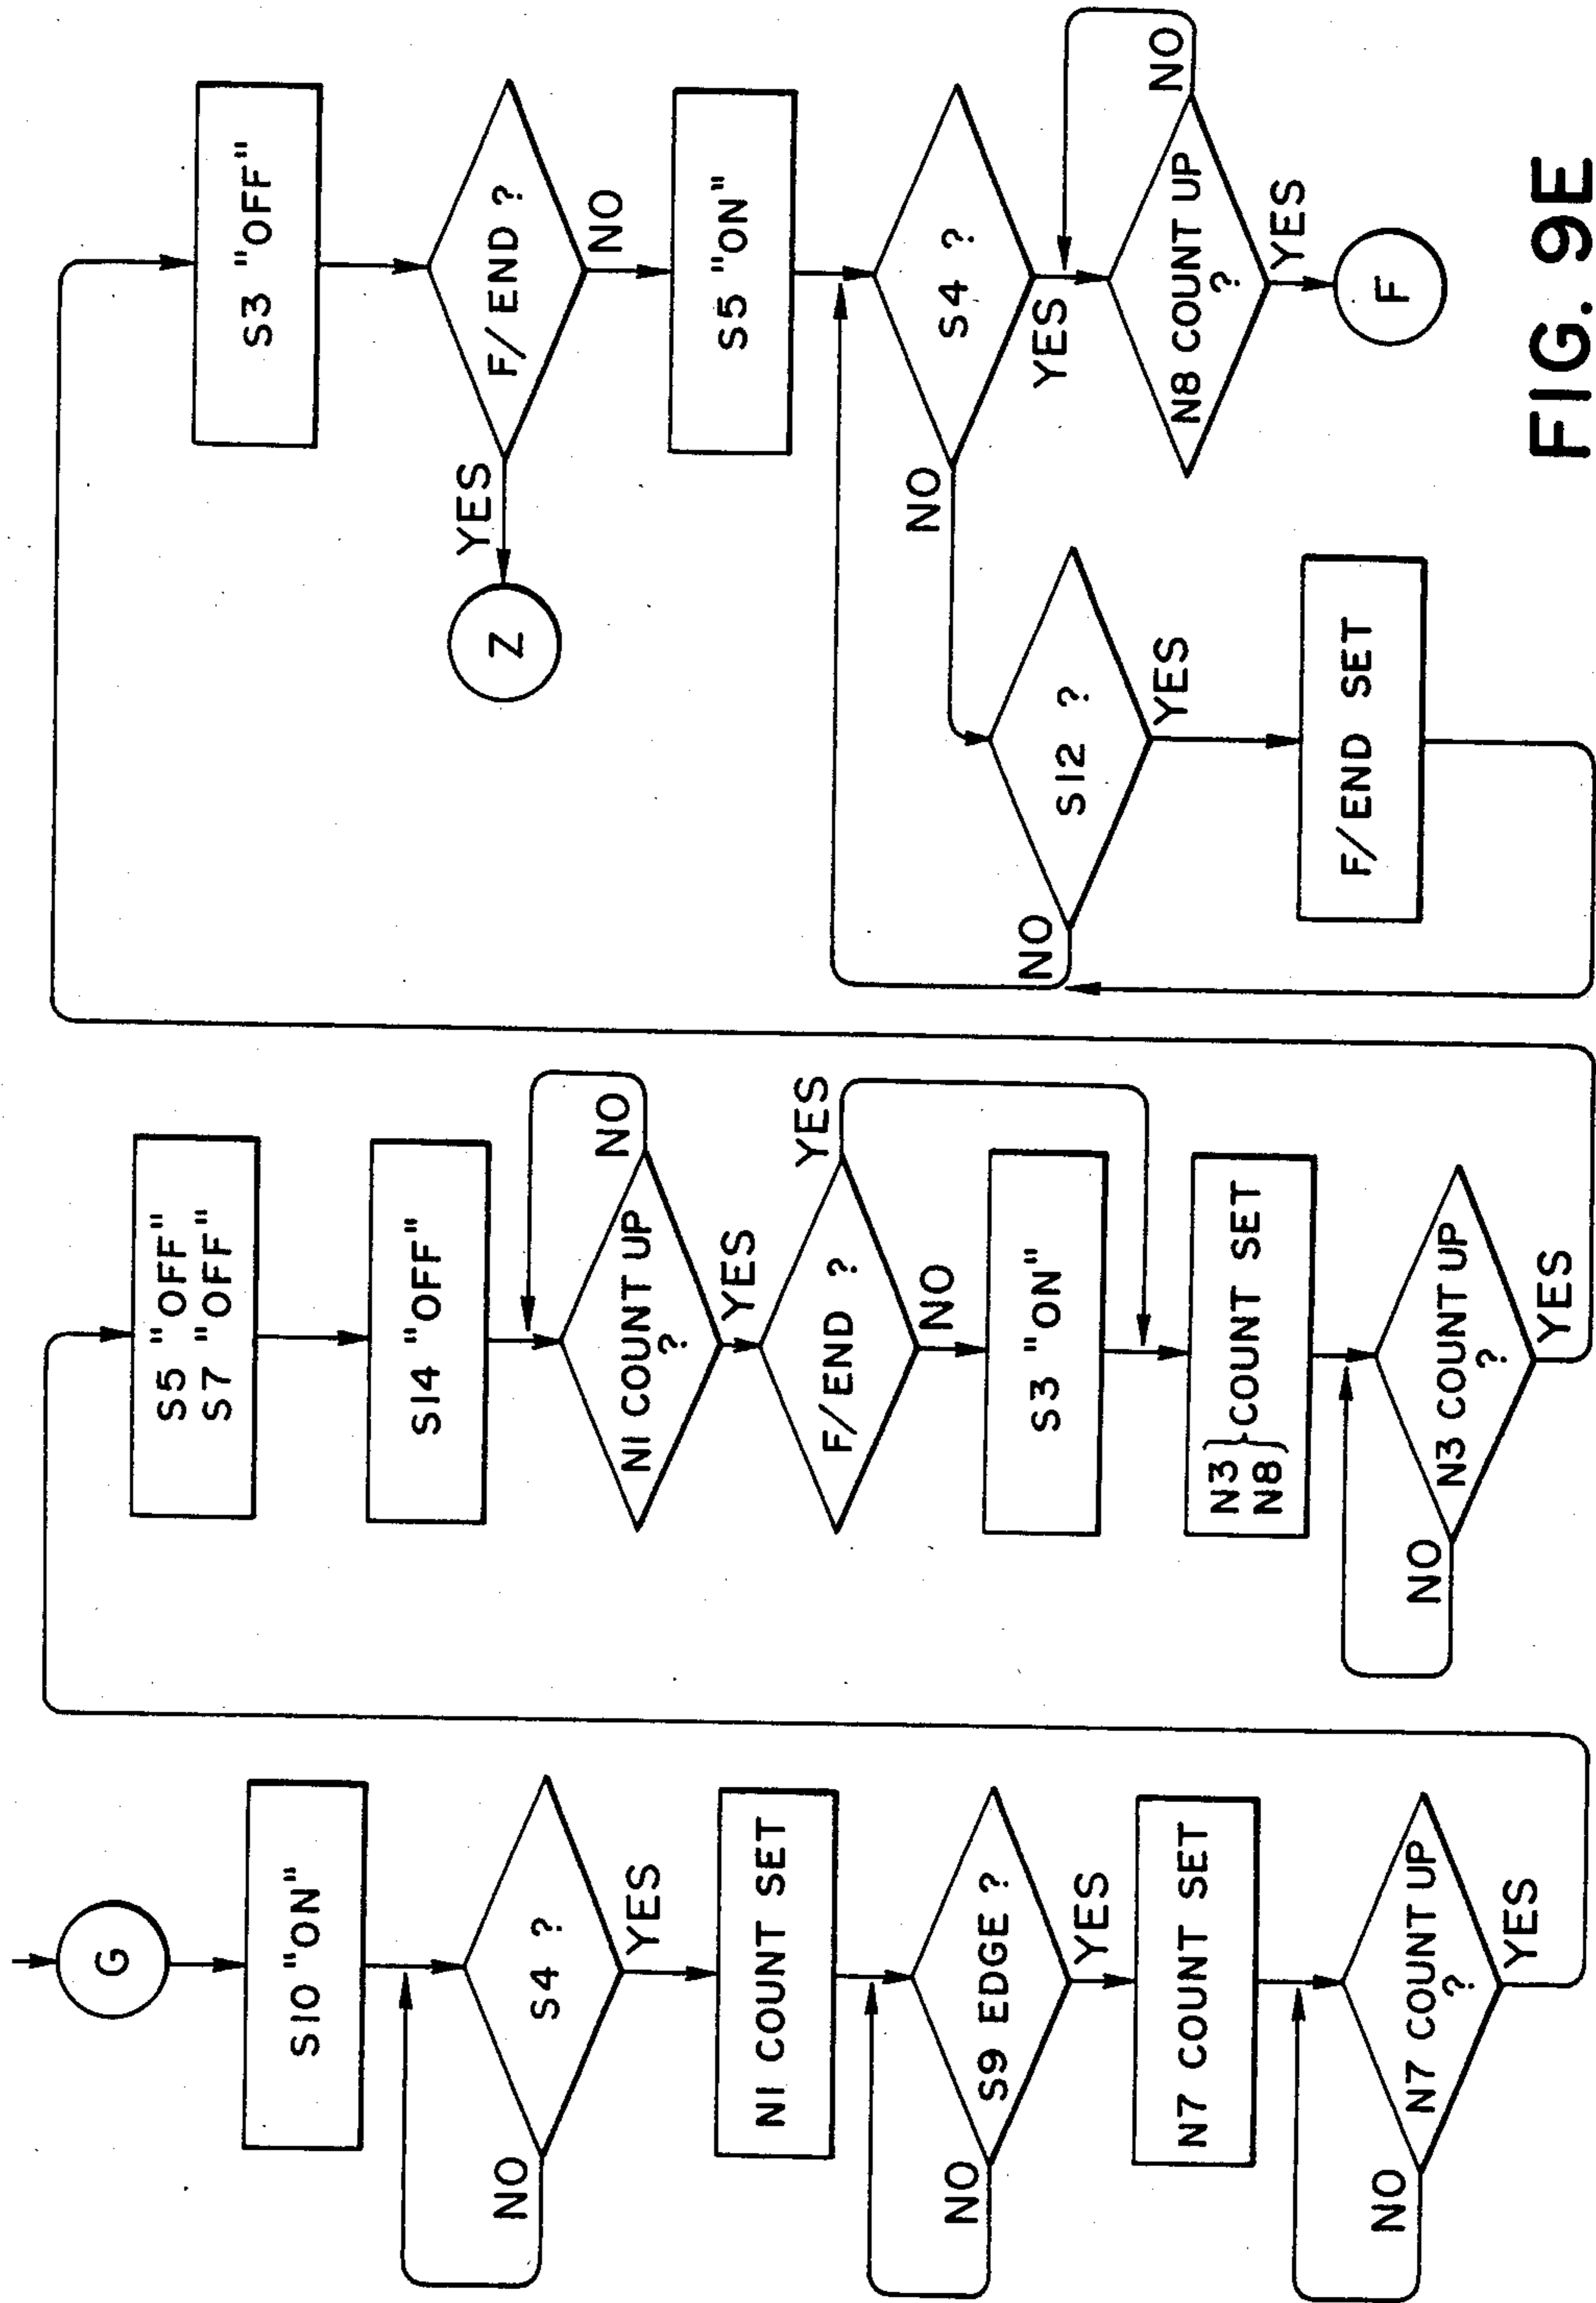 G
S10 "ON"
S4 ?
NO
YES
N1 COUNT SET
S9 EDGE ?
NO
YES
N7 COUNT SET
N7 COUNT UP
?
NO
YES
S5 "OFF"
S7 "OFF"
S14 "OFF"
N1 COUNT UP
?
NO
YES
F/END ?
YES
NO
S3 "ON"
N3
N8
} COUNT SET
N3 COUNT UP
?
NO
YES
S3 "OFF"
F/END ?
YES
Z
NO
S5 "ON"
S4 ?
NO
YES
S12 ?
NO
YES
F/END SET
N8 COUNT UP
?
NO
YES
F
FIG. 9E